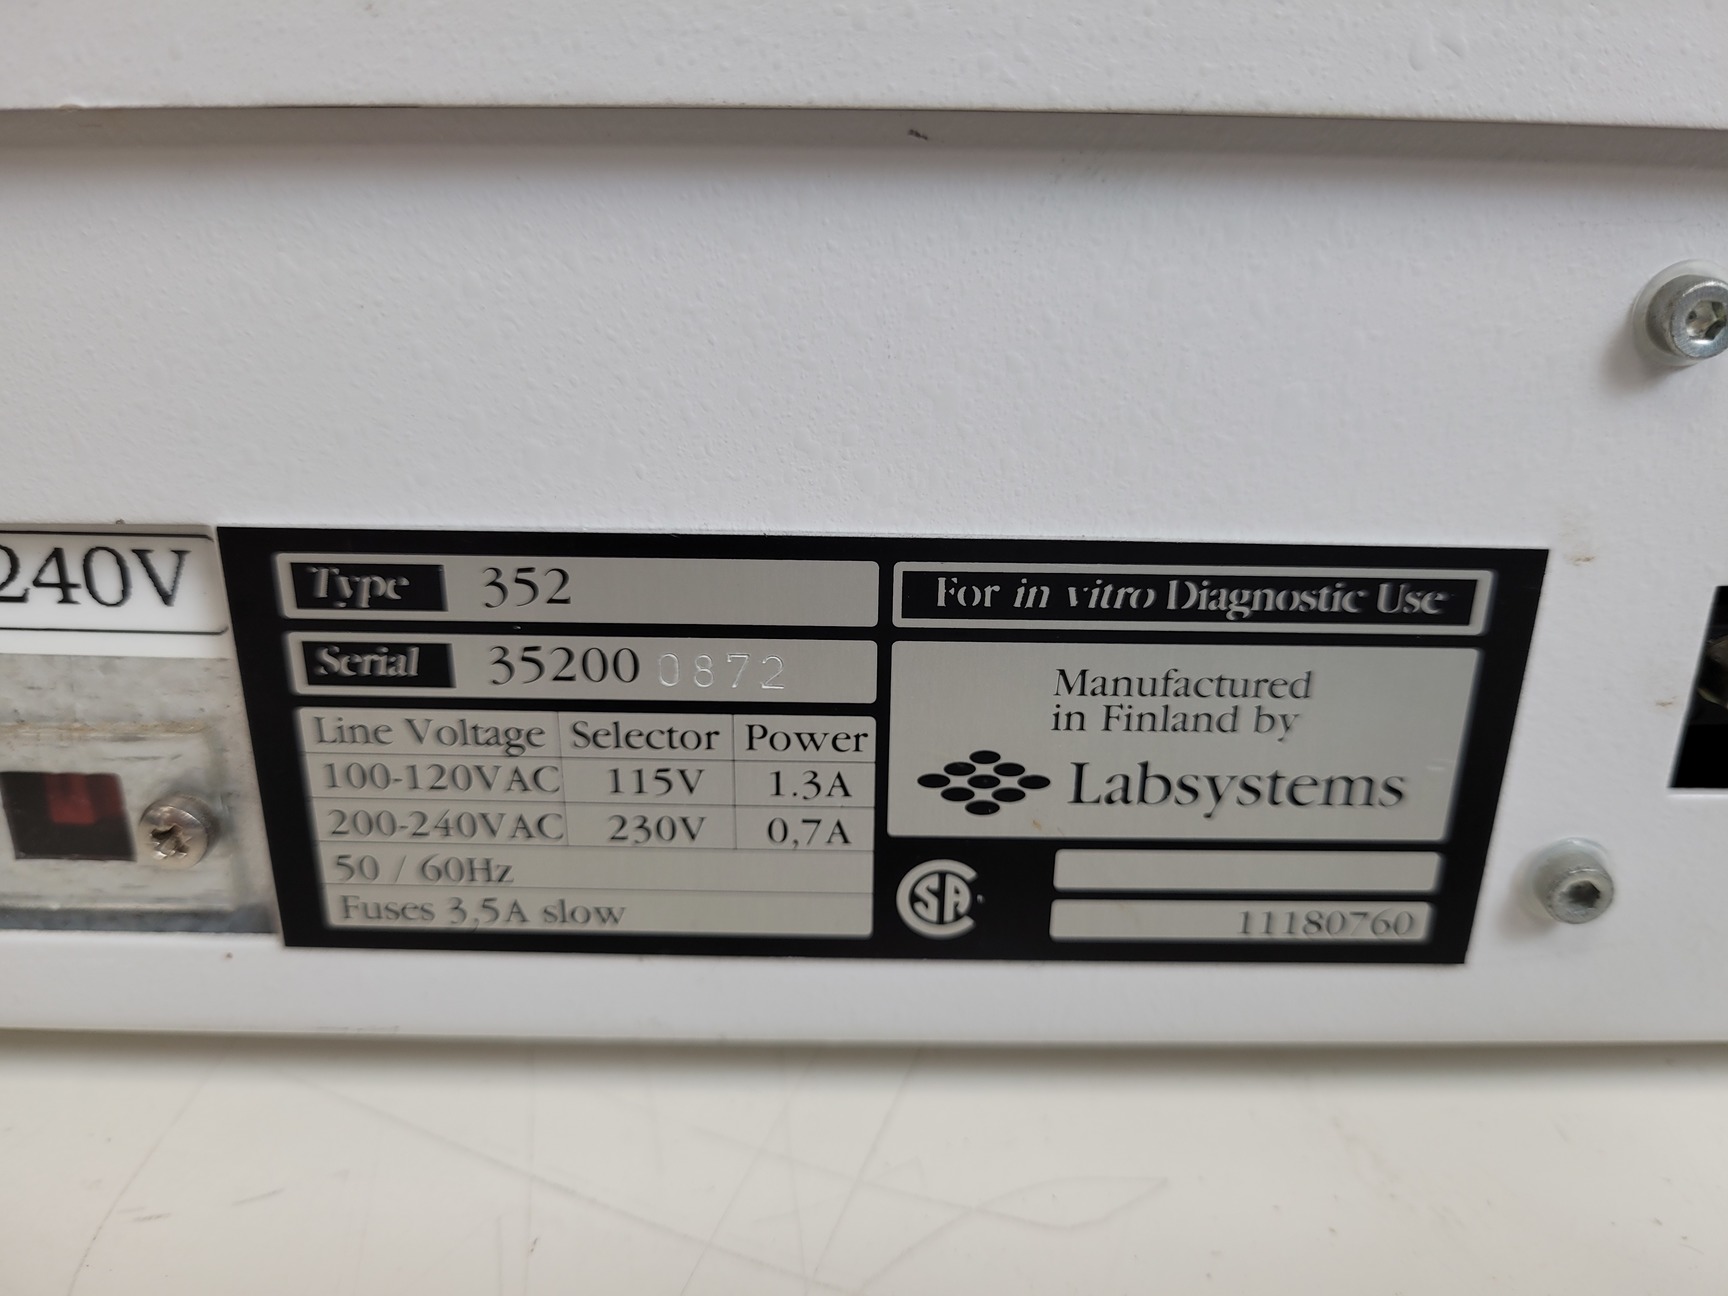 240V
Type 352
Serial 35200 0872
Line Voltage Selector Power
100-120VAC 115V 1.3A
200-240VAC 230V 0,7A
50 / 60Hz
Fuses 3,5A slow
For in vitro Diagnostic Use
Manufactured
in Finland by
Labsystems
CSA
11180760